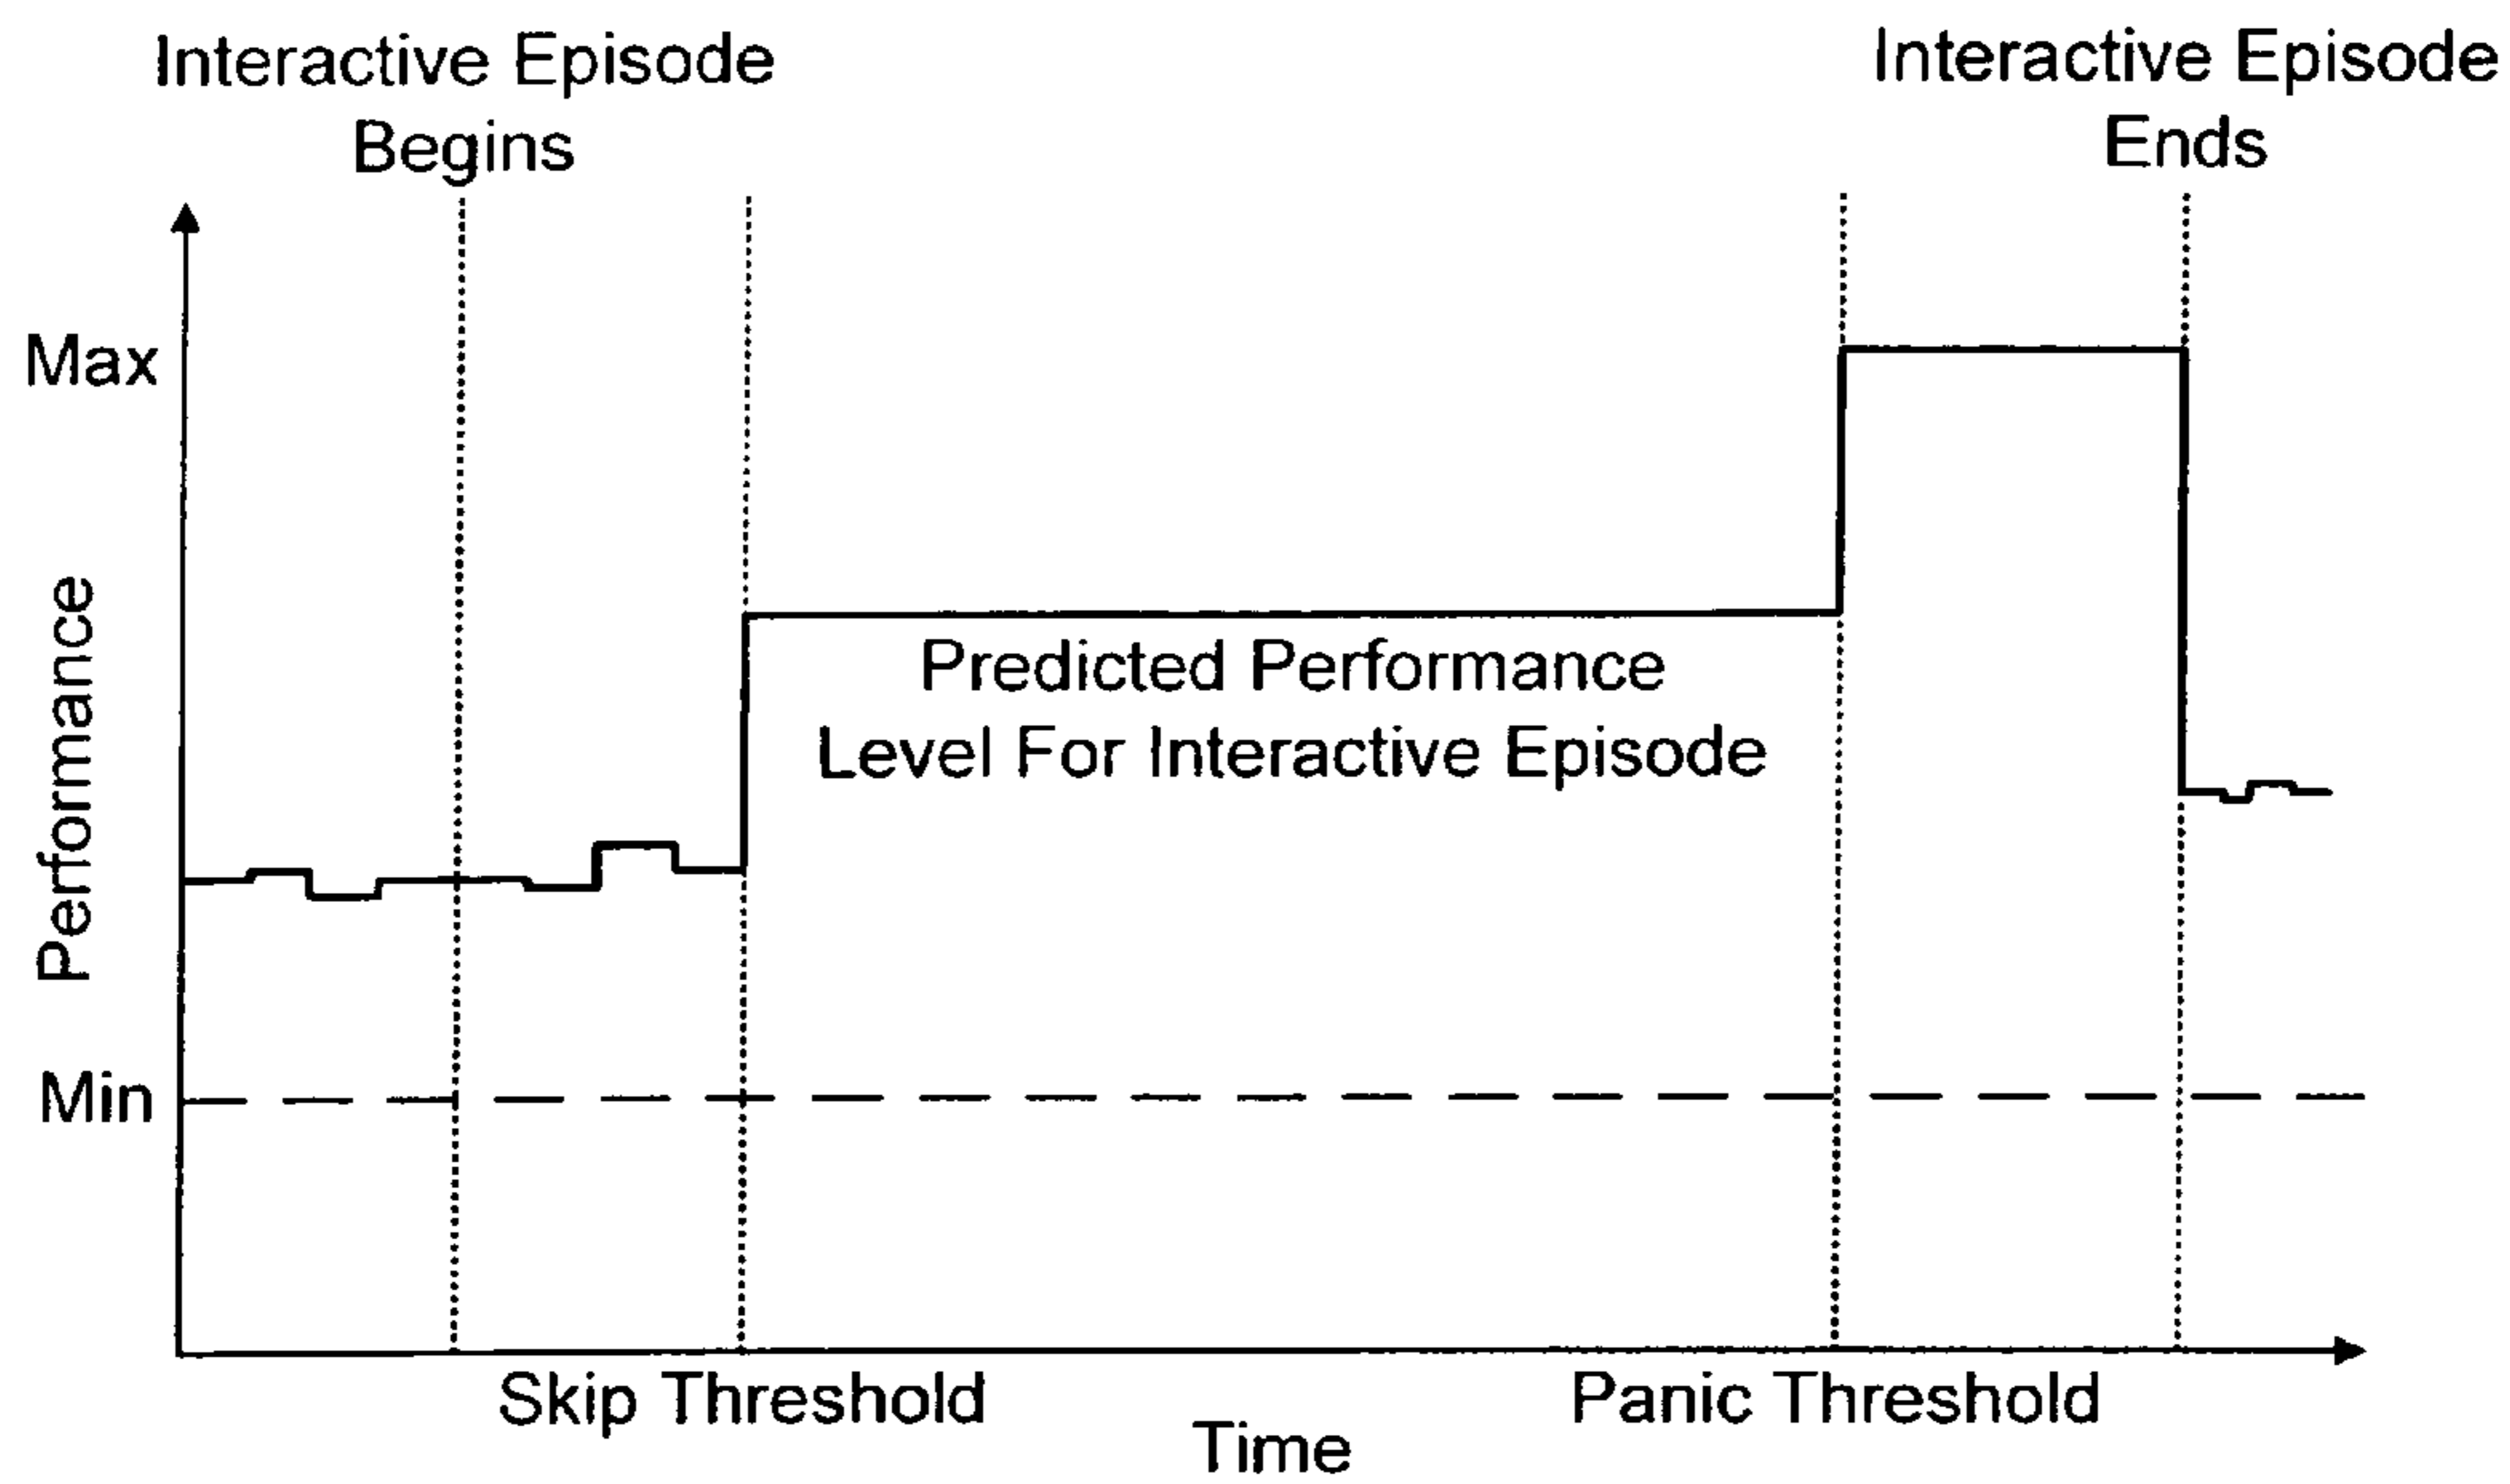 Interactive Episode
Begins
Interactive Episode
Ends
Max
Performance
Predicted Performance
Level For Interactive Episode
Min
Skip Threshold
Panic Threshold
Time